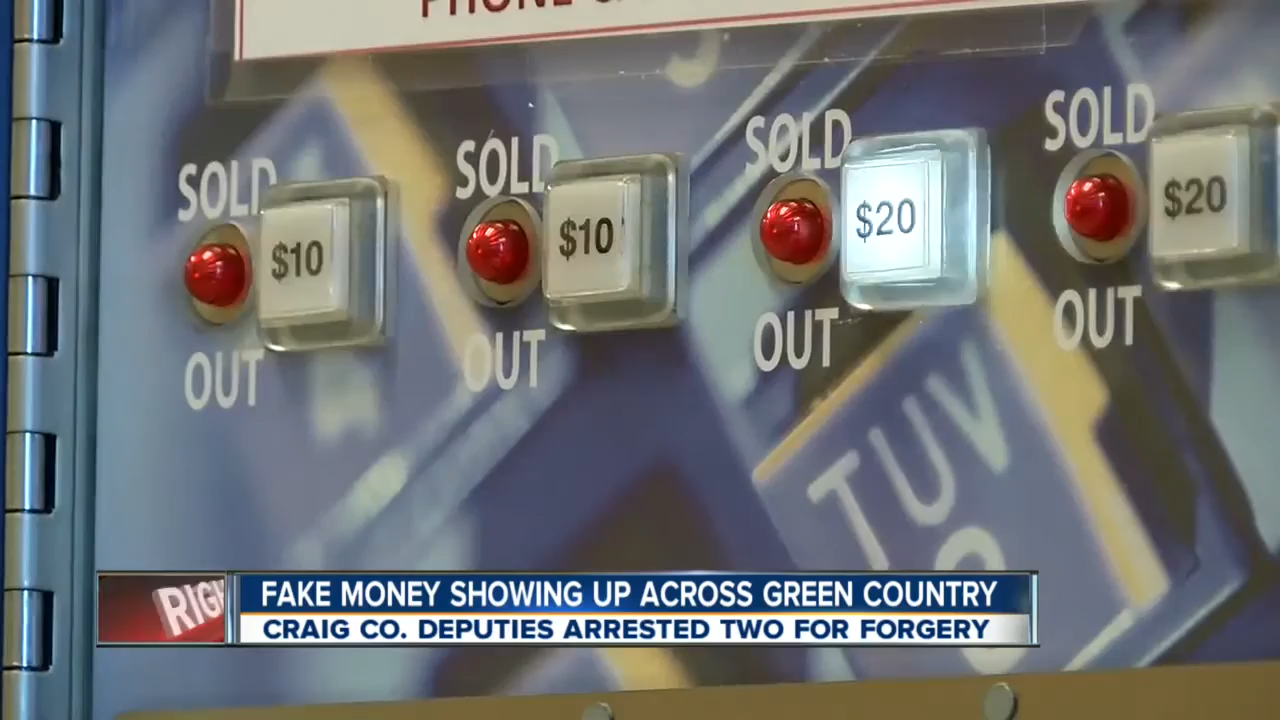 PHONE
SOLD
OUT
$10
SOLD
OUT
$10
SOLD
OUT
$20
SOLD
OUT
$20
TUV
FAKE MONEY SHOWING UP ACROSS GREEN COUNTRY
CRAIG CO. DEPUTIES ARRESTED TWO FOR FORGERY